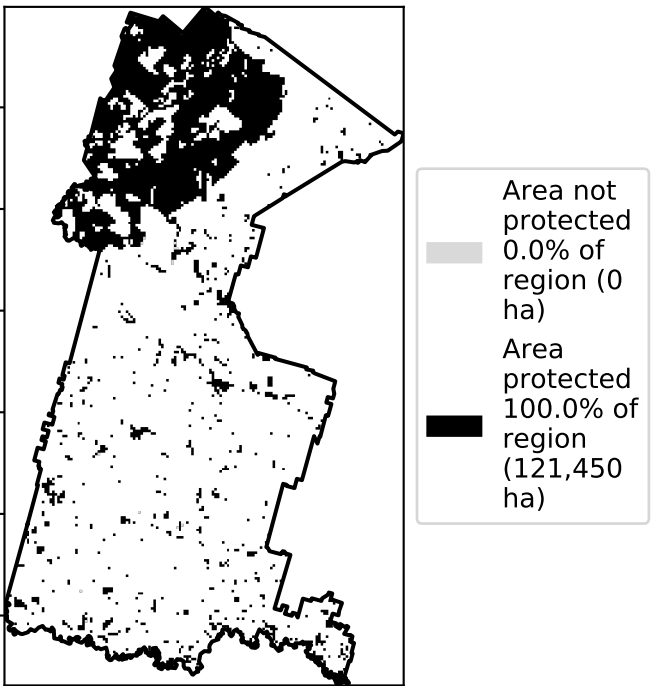 Area not
protected
0.0% of
region (0
ha)
Area
protected
100.0% of
region
(121,450
ha)